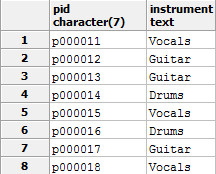 pid instrument
character(7) text
1 p000011 Vocals
2 p000012 Guitar
3 p000013 Guitar
4 p000014 Drums
5 p000015 Vocals
6 p000016 Drums
7 p000017 Guitar
8 p000018 Vocals